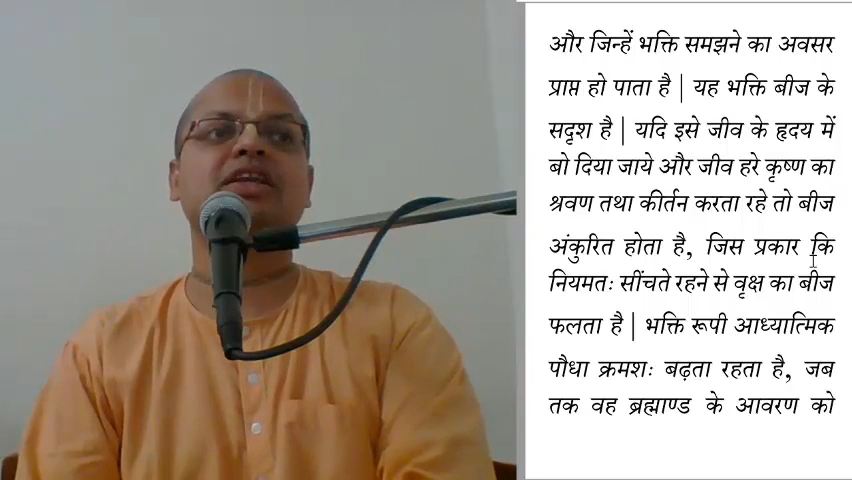 और जिन्हें भक्ति समझने का अवसर
प्राप्त हो पाता है | यह भक्ति बीज के
सदृश है | यदि इसे जीव के हृदय में
बो दिया जाये और जीव हरे कृष्ण का
श्रवण तथा कीर्तन करता रहे तो बीज
अंकुरित होता है, जिस प्रकार कि
नियमतः सींचते रहने से वृक्ष का बीज
फलता है | भक्ति रूपी आध्यात्मिक
पौधा क्रमशः बढ़ता रहता है, जब
तक वह ब्रह्माण्ड के आवरण को